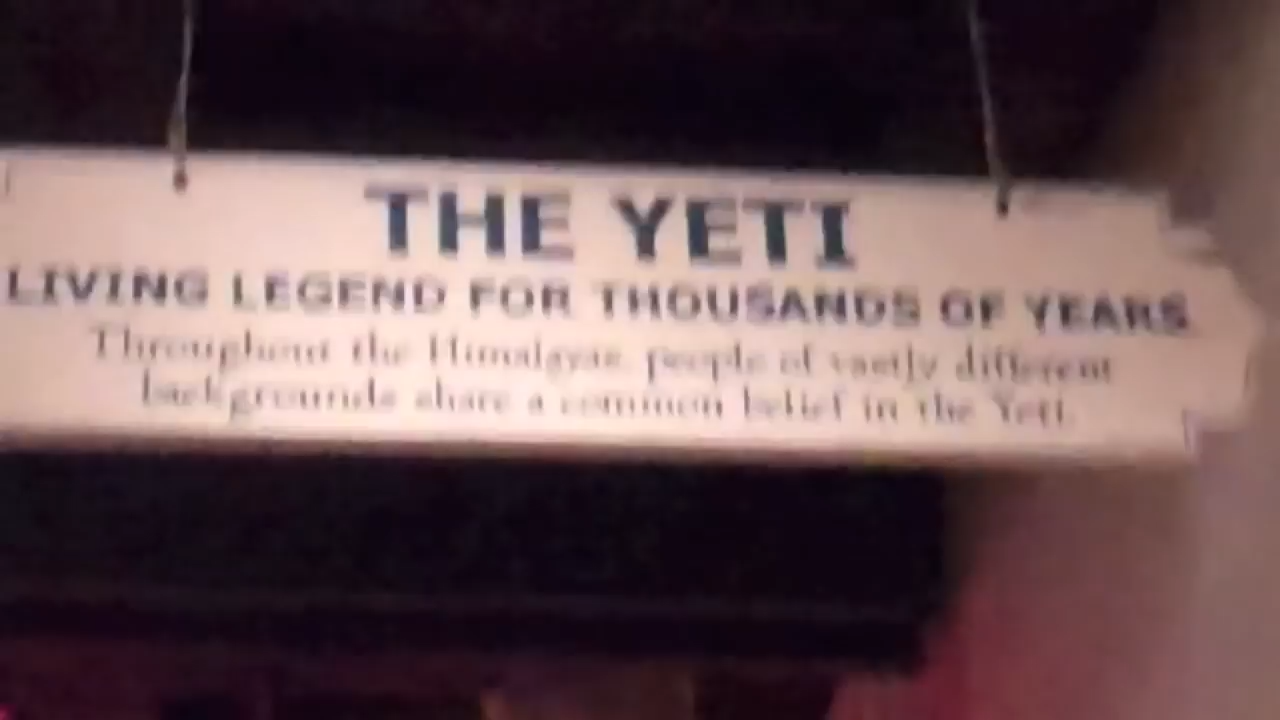 THE YETI
LIVING LEGEND FOR THOUSANDS OF YEARS
Throughout the Himalayas, people of vastly different
backgrounds share a common belief in the Yeti.